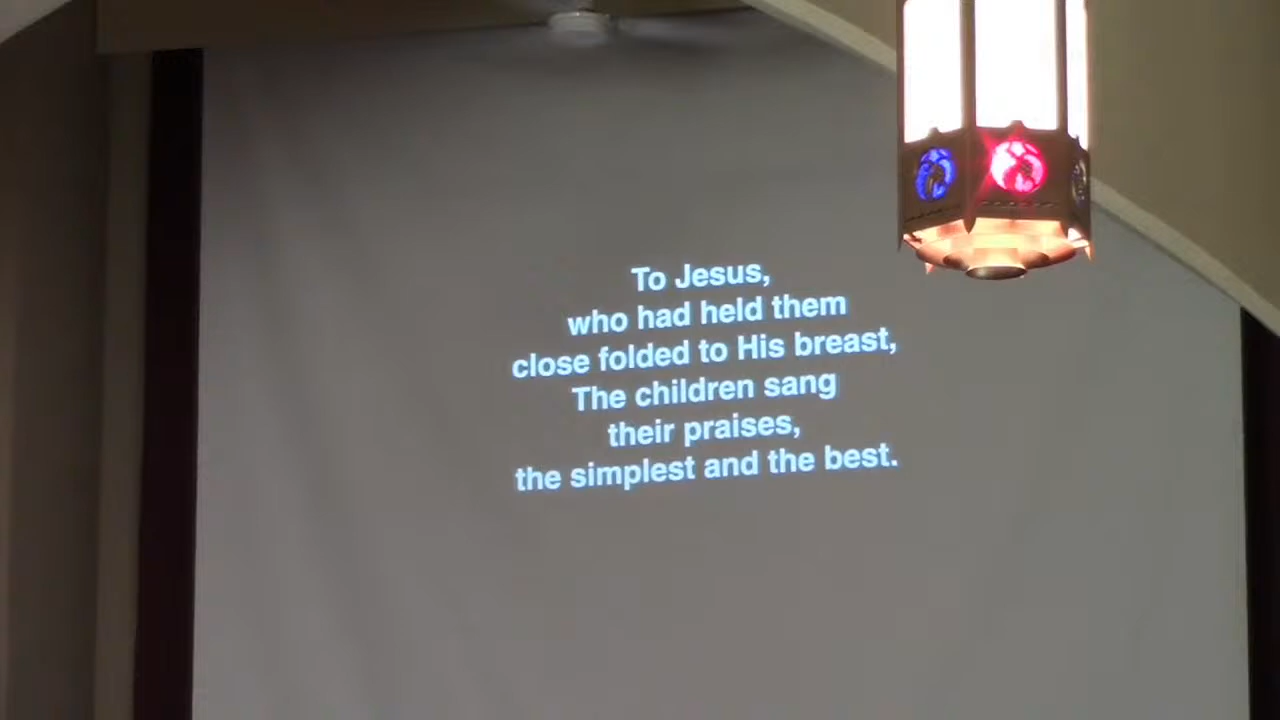 To Jesus,
who had held them
close folded to His breast,
The children sang
their praises,
the simplest and the best.